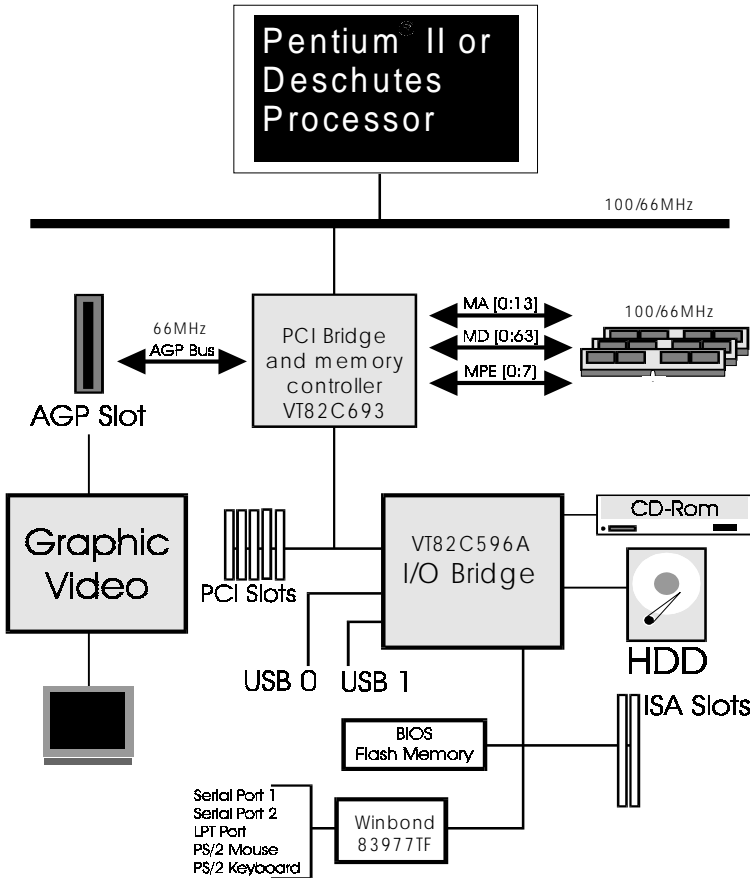 Pentium® II or
Deschutes
Processor
100/66MHz
MA [0:13]
MD [0:63]
MPE [0:7]
100/66MHz
66MHz
AGP Bus
PCI Bridge
and memory
controller
VT82C693
AGP Slot
Graphic
Video
PCI Slots
VT82C596A
I/O Bridge
CD-Rom
HDD
USB 0
USB 1
ISA Slots
BIOS
Flash Memory
Serial Port 1
Serial Port 2
LPT Port
PS/2 Mouse
PS/2 Keyboard
Winbond
83977TF